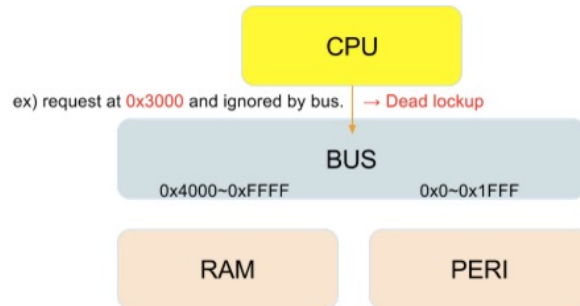 CPU
ex) request at 0x3000 and ignored by bus. → Dead lockup
BUS
0x4000~0xFFFF 0x0~0x1FFF
RAM PERI